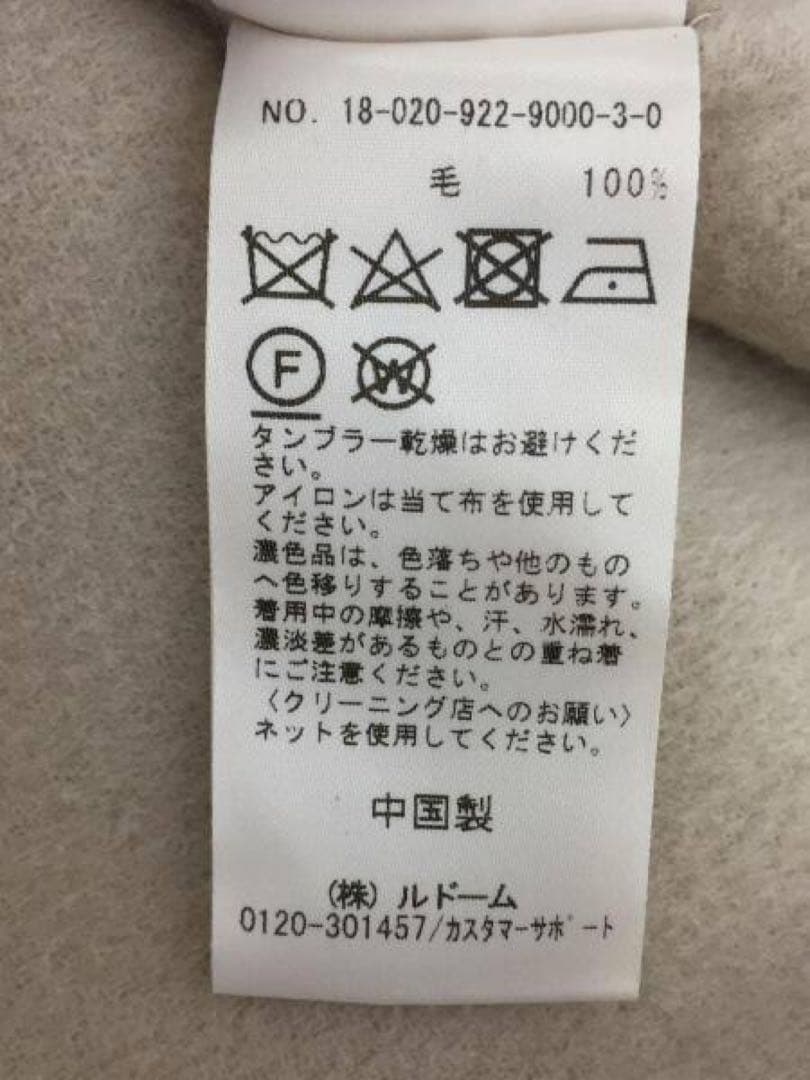 NO. 18-020-922-9000-3-0
毛 100%
F
W
タンブラー乾燥はお避けくだ
さい。
アイロンは当て布を使用して
ください。
濃色品は、色落ちや他のもの
へ色移りすることがあります。
着用中の摩擦や、汗、水濡れ、
濃淡差があるものとの重ね着
にご注意ください。
〈クリーニング店へのお願い〉
ネットを使用してください。
中国製
(株)ルドーム
0120-301457/カスタマーサポート